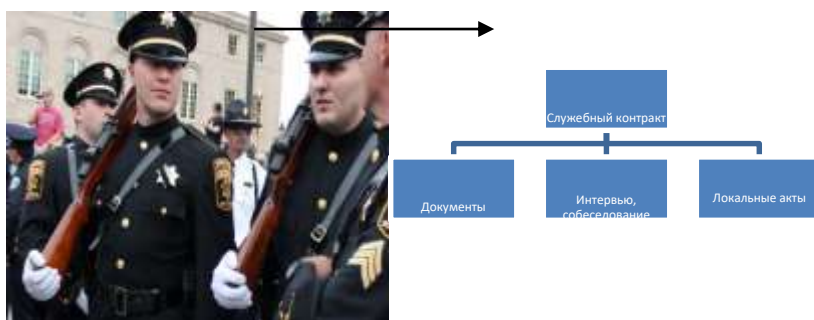 Служебный контракт
Документы
Интервью,
собеседование
Локальные акты